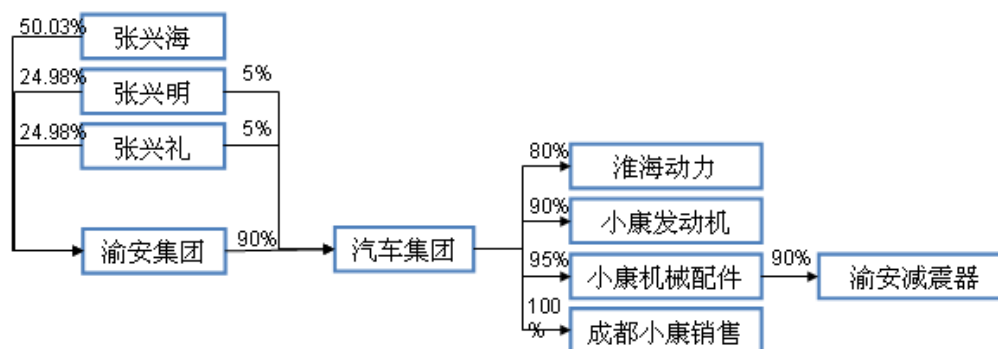 50.03%
张兴海
24.98%
张兴明
5%
24.98%
张兴礼
5%
80%
淮海动力
90%
小康发动机
渝安集团
90%
汽车集团
95%
小康机械配件
90%
渝安减震器
100
%
成都小康销售